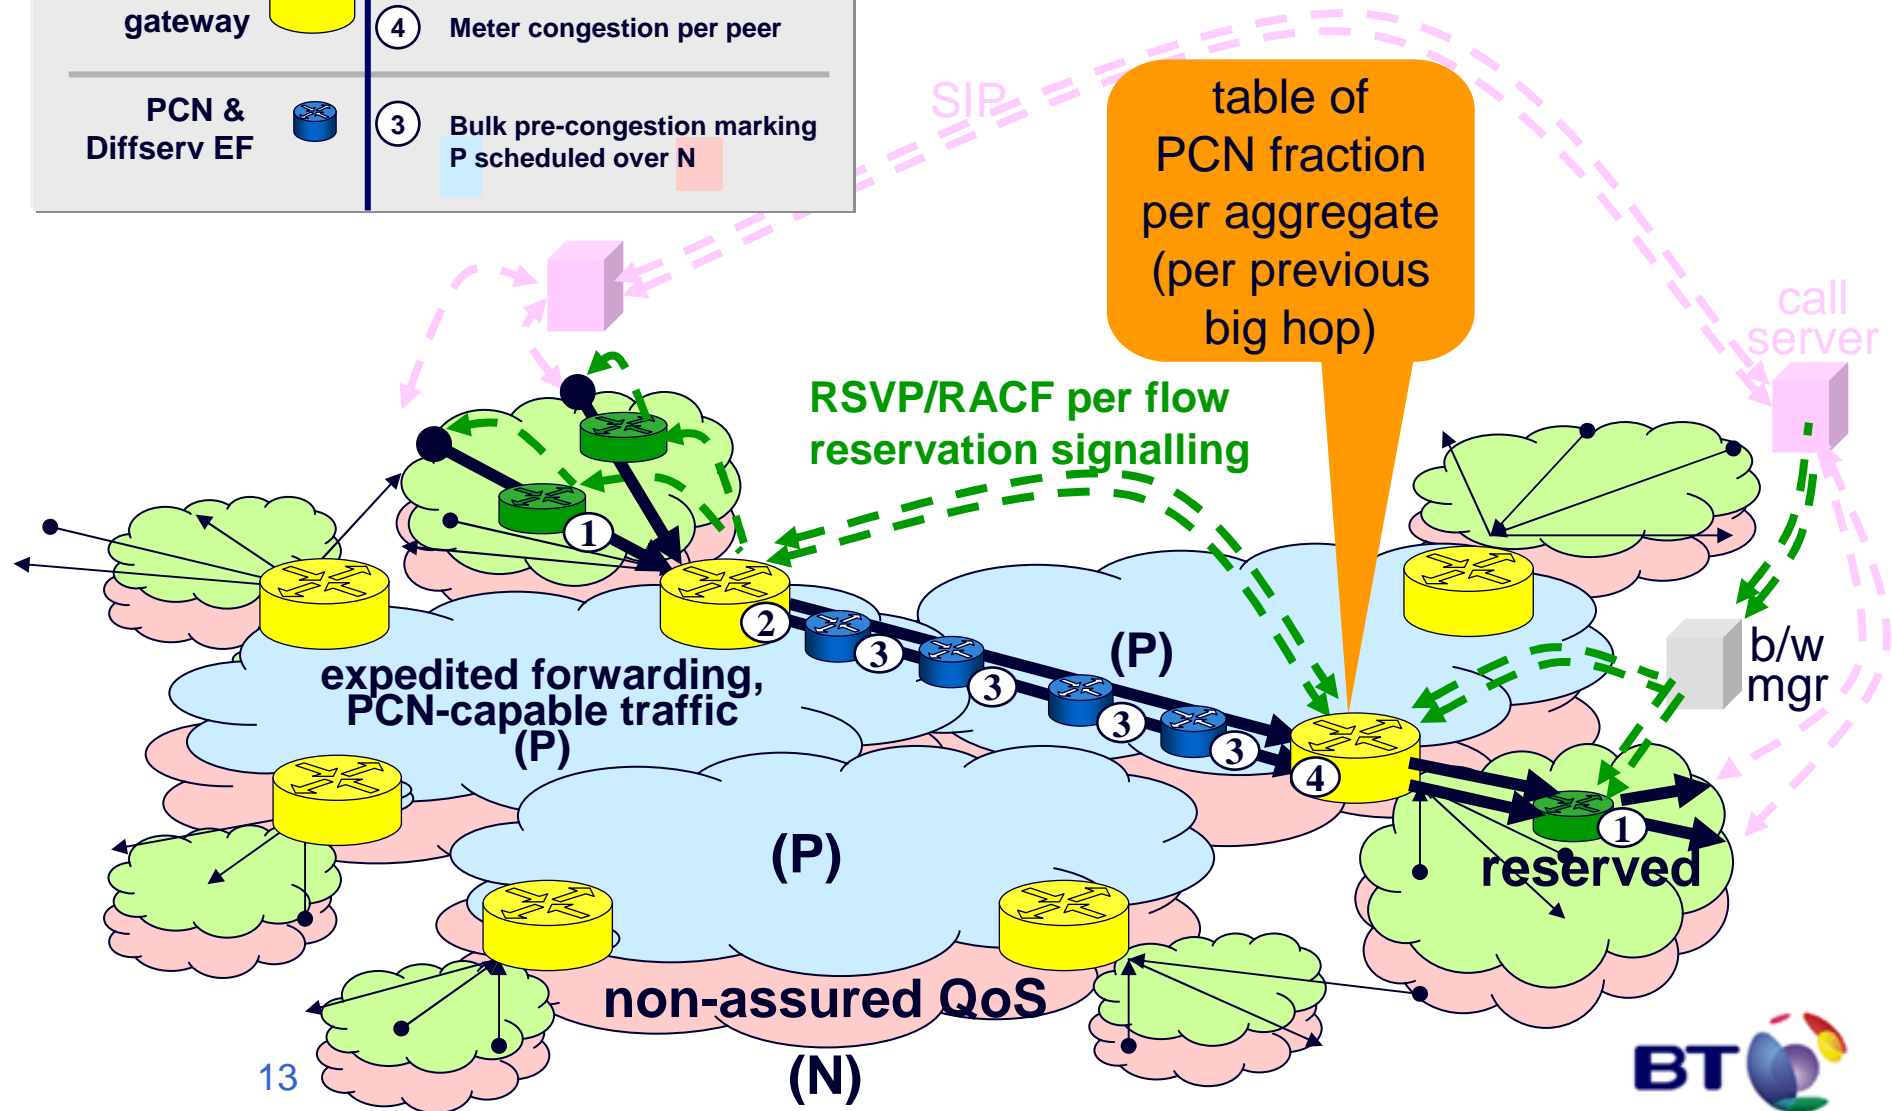 gateway
4 Meter congestion per peer
PCN &
Diffserv EF
3 Bulk pre-congestion marking
P scheduled over N
SIP
table of
PCN fraction
per aggregate
(per previous
big hop)
call
server
RSVP/RACF per flow
reservation signalling
1
2
3
3
3
3
4
1
(P)
b/w
mgr
expedited forwarding,
PCN-capable traffic
(P)
reserved
(P)
non-assured QoS
(N)
13
BT